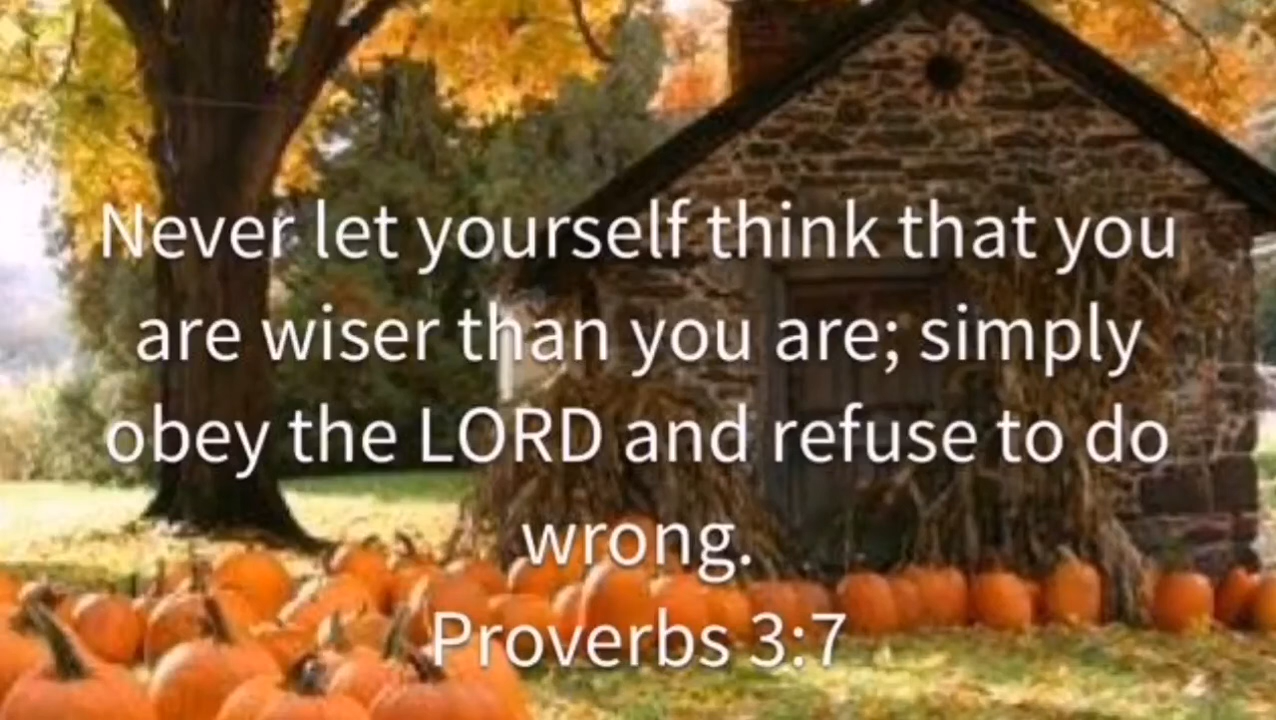 Never let yourself think that you
are wiser than you are; simply
obey the LORD and refuse to do
wrong.
Proverbs 3:7